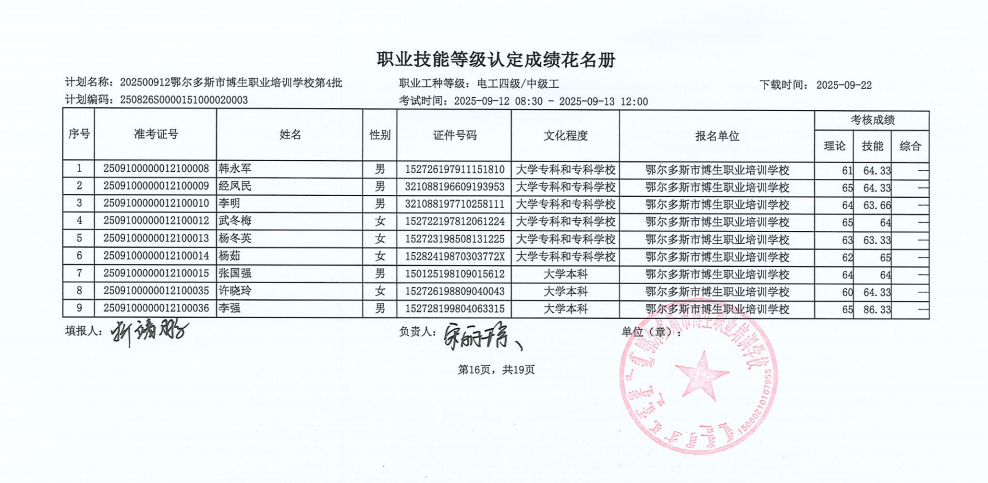 职业技能等级认定成绩花名册
计划名称: 202500912鄂尔多斯市博生职业培训学校第4批 职业工种等级: 电工四级/中级工 下载时间: 2025-09-22
计划编码: 250826S0000151000020003 考试时间: 2025-09-12 08:30 - 2025-09-13 12:00
序号 准考证号 姓名 性别 证件号码 文化程度 报名单位 考核成绩
理论 技能 综合
1 2509100000012100008 韩永军 男 152726197911151810 大学专科和专科学校 鄂尔多斯市博生职业培训学校 61 64.33 --
2 2509100000012100009 经凤民 男 321088196609193953 大学专科和专科学校 鄂尔多斯市博生职业培训学校 65 64.33 --
3 2509100000012100010 李明 男 321088197710258111 大学专科和专科学校 鄂尔多斯市博生职业培训学校 64 63.66 --
4 2509100000012100012 武冬梅 女 152722197812061224 大学专科和专科学校 鄂尔多斯市博生职业培训学校 65 64 --
5 2509100000012100013 杨冬英 女 152723198508131225 大学专科和专科学校 鄂尔多斯市博生职业培训学校 63 63.33 --
6 2509100000012100014 杨茹 女 15282419870303772X 大学专科和专科学校 鄂尔多斯市博生职业培训学校 62 65 --
7 2509100000012100015 张国强 男 150125198109015612 大学本科 鄂尔多斯市博生职业培训学校 64 64 --
8 2509100000012100035 许晓玲 女 152726198809040043 大学本科 鄂尔多斯市博生职业培训学校 60 64.33 --
9 2509100000012100036 李强 男 152728199804063315 大学本科 鄂尔多斯市博生职业培训学校 65 86.33 --
填报人: 负责人: 单位（章）:
第16页, 共19页
鄂尔多斯市博生职业培训学校
1506021010795​5